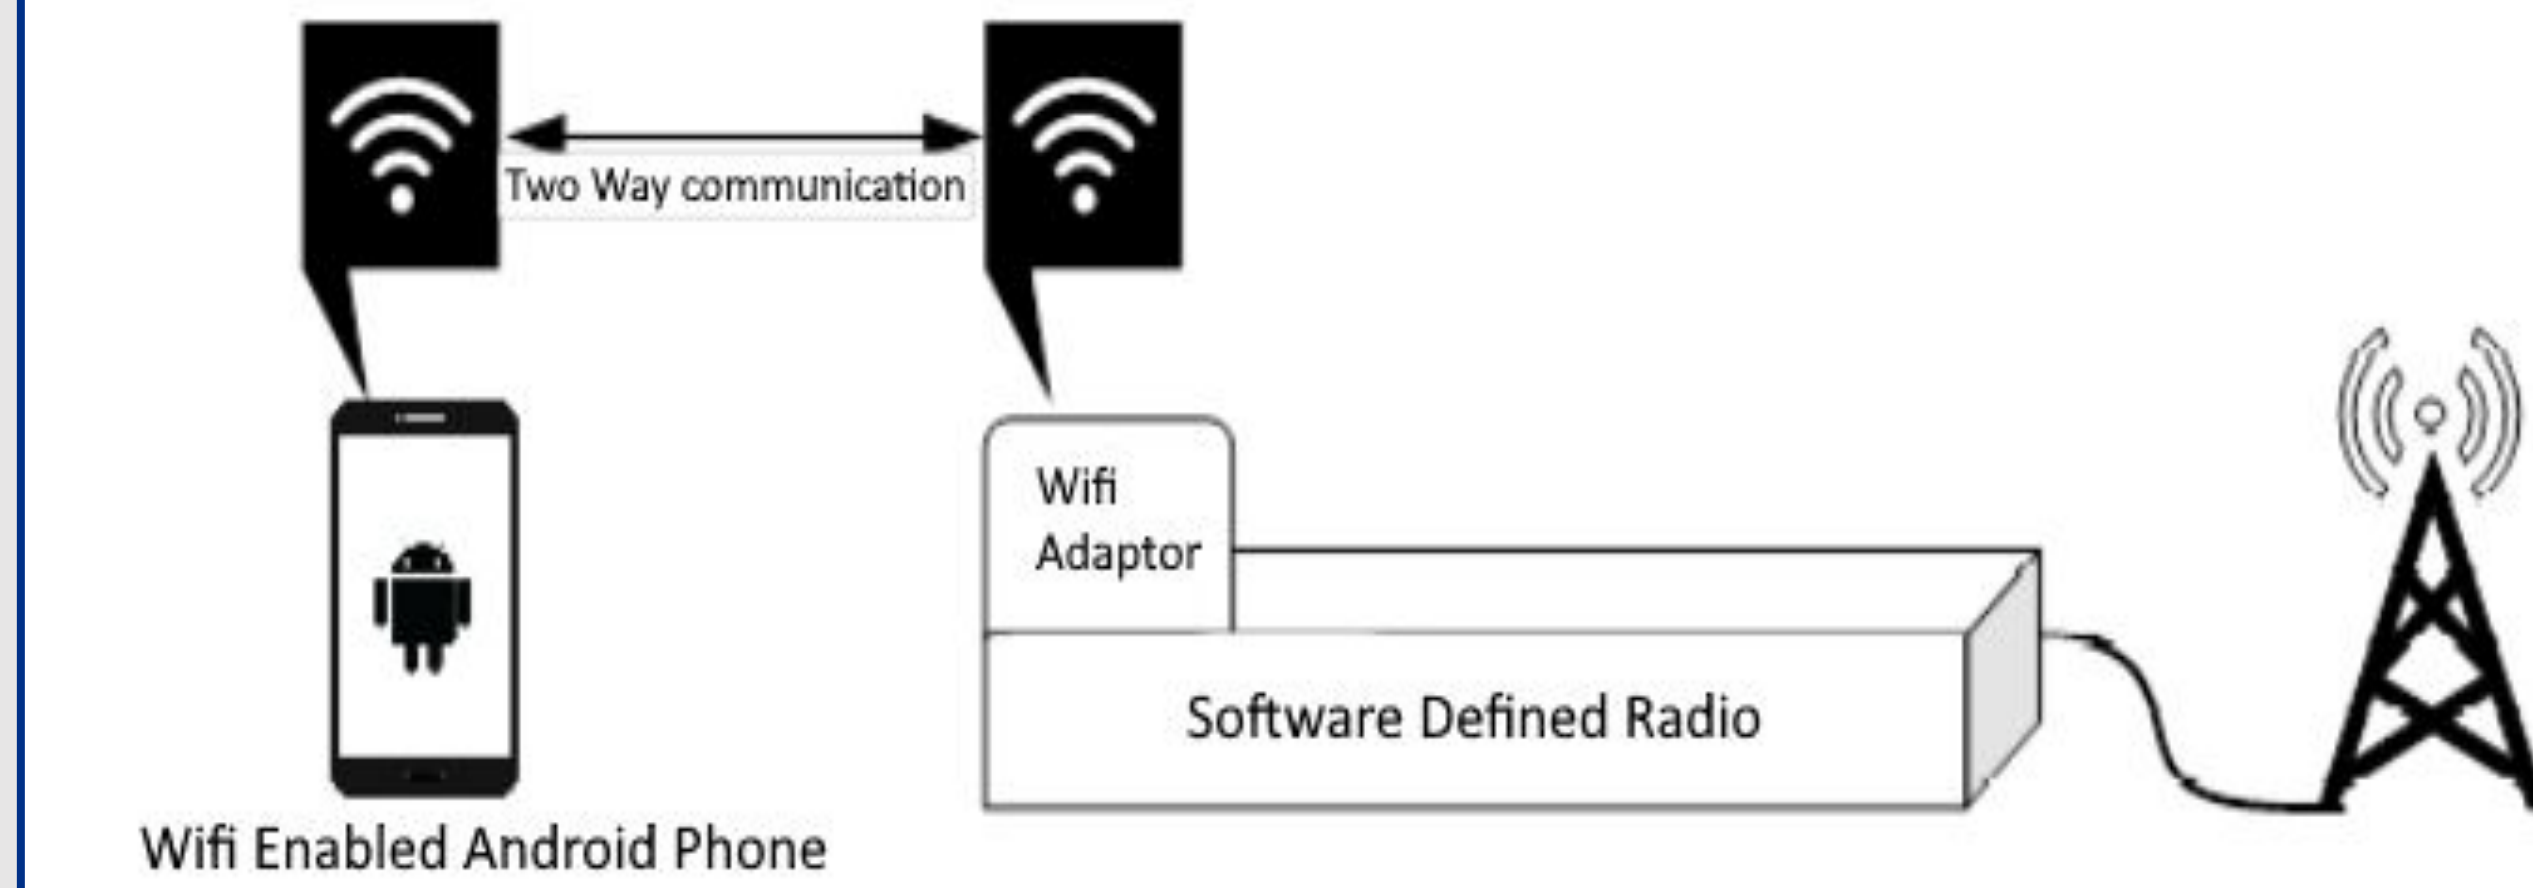 Two Way communication
Wifi
Adaptor
Software Defined Radio
Wifi Enabled Android Phone